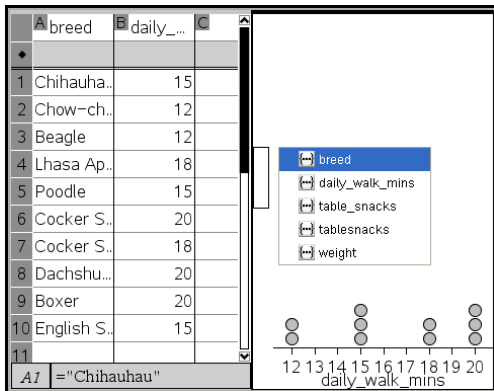 A breed B daily_... C
◆
1 Chihauha.. 15
2 Chow-ch.. 12
3 Beagle 12
4 Lhasa Ap.. 18
5 Poodle 15
6 Cocker S.. 20
7 Cocker S.. 18
8 Dachshu... 20
9 Boxer 20
10 English S.. 15
11
A1 ="Chihauhau"
breed
daily_walk_mins
table_snacks
tablesnacks
weight
12 13 14 15 16 17 18 19 20
daily_walk_mins